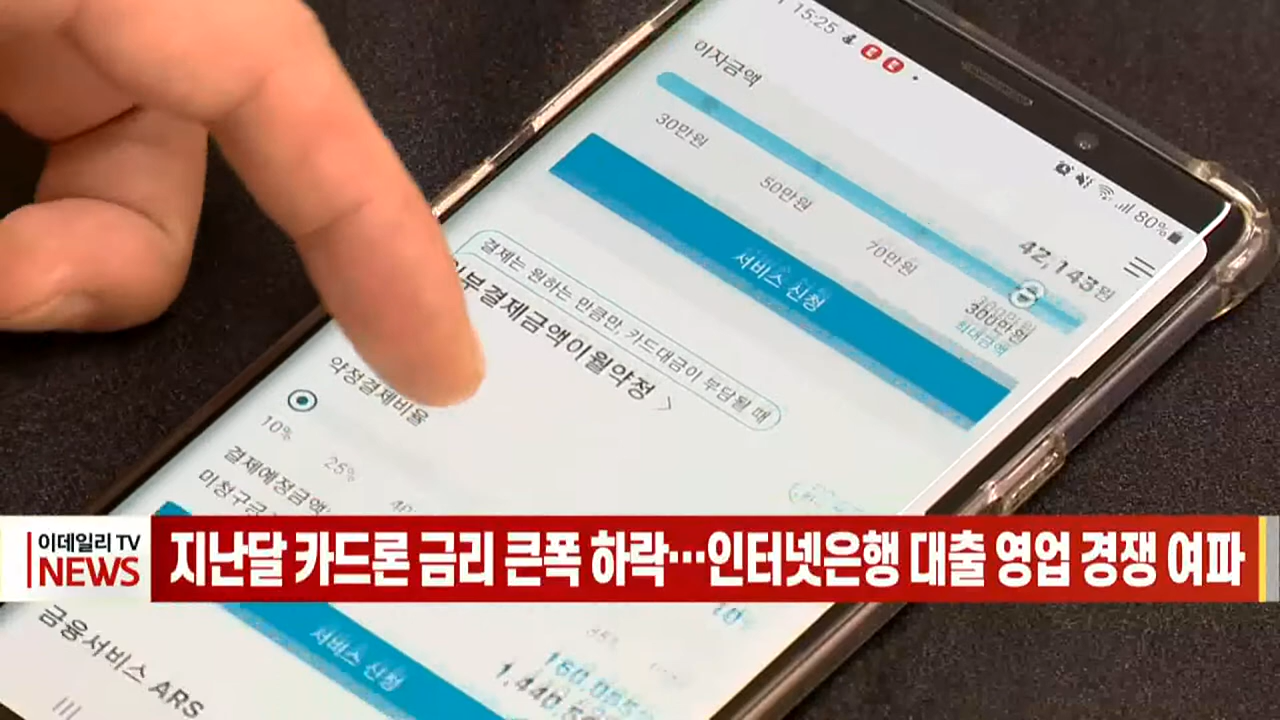 15:25
80%
이자금액
42,143원
30만원
50만원
70만원
300만원
최대금액
서비스 신청
결제는 원하는 만큼만, 카드대금이 부담될 때
일부결제금액이월약정
약정결제비율
10%
25%
결제예정금액
미청구금
이데일리 TV
NEWS
지난달 카드론 금리 큰폭 하락…인터넷은행 대출 영업 경쟁 여파
서비스 신청
금융서비스 ARS